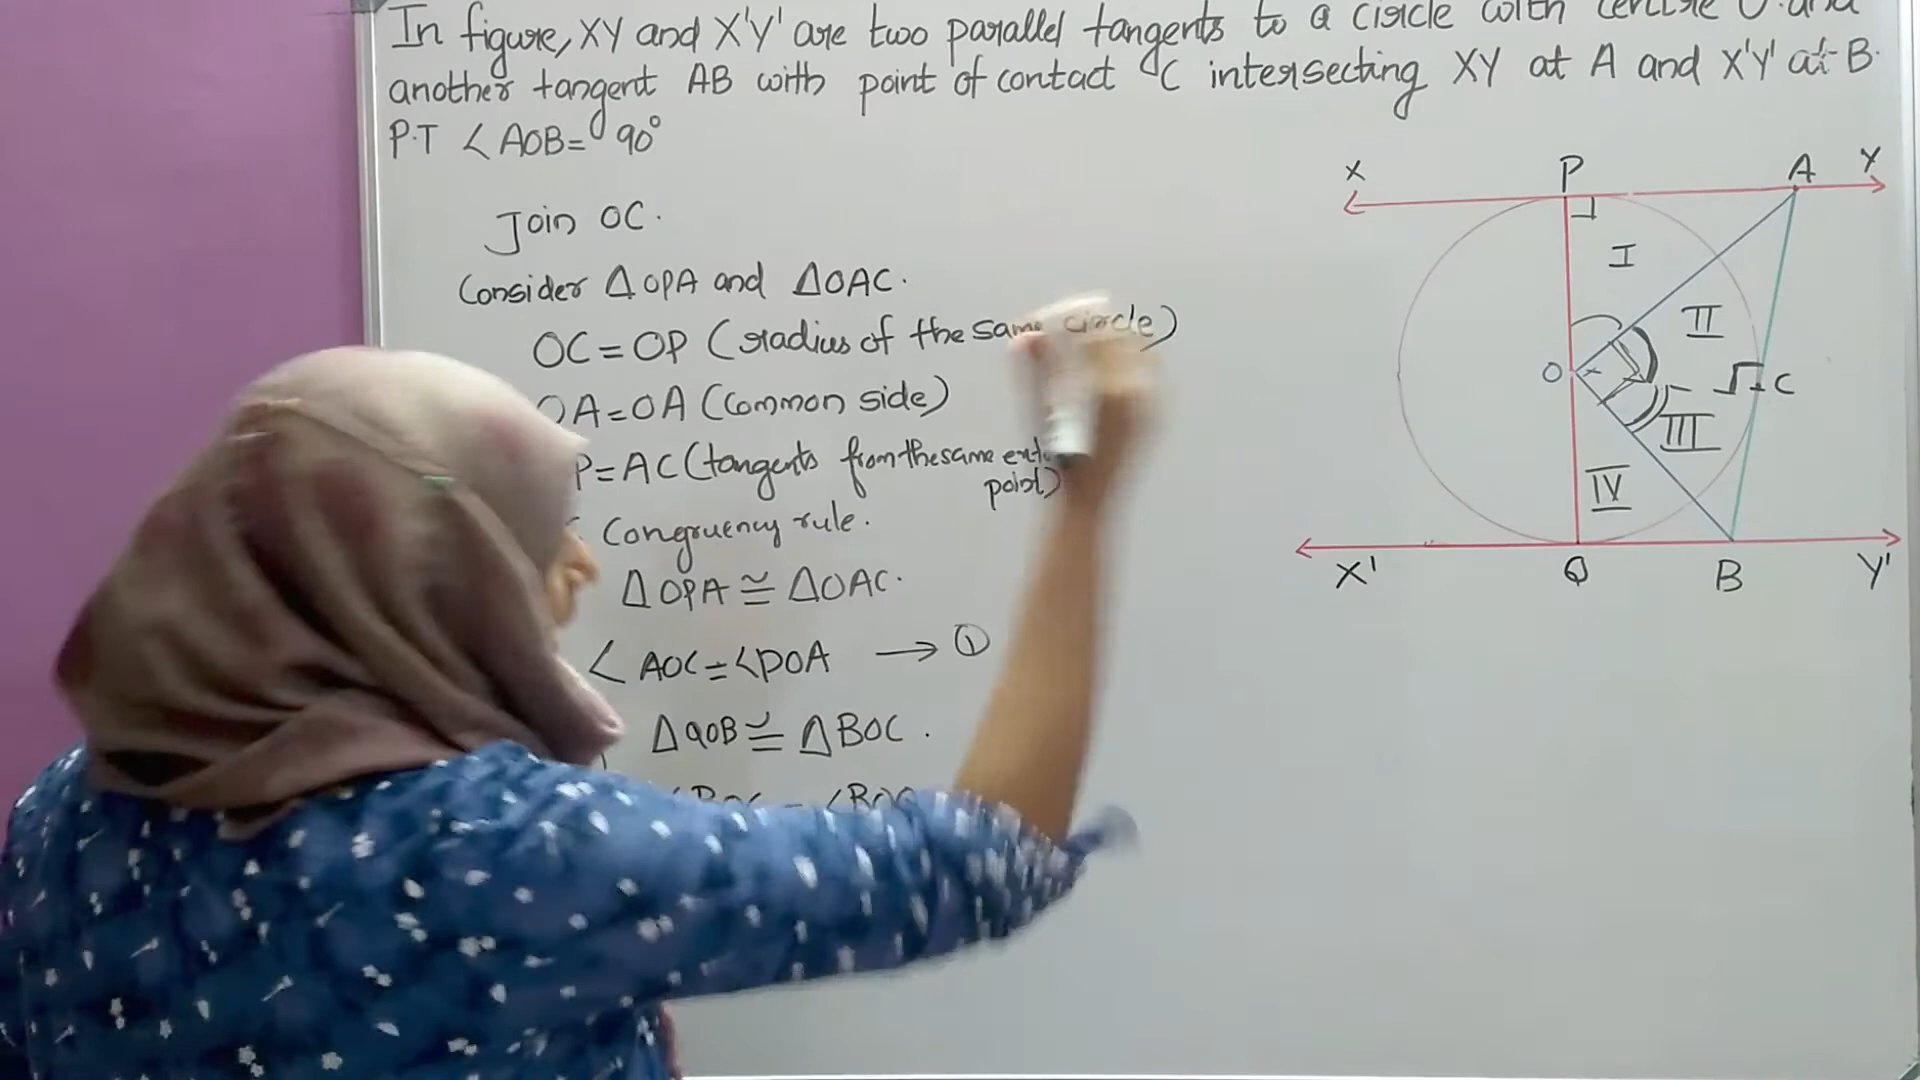 In figure, XY and X'Y' are two parallel tangents to a circle with centre O and
another tangent AB with point of contact C intersecting XY at A and X'Y' at B.
P.T ∠AOB = 90°
Join OC.
Consider ΔOPA and ΔOAC.
OC = OP (radius of the same circle)
OA = OA (Common side)
P = AC (tangents from the same
point)
Congruency rule.
ΔOPA ≅ ΔOAC.
∠AOC = ∠POA → ①
ΔQOB ≅ ΔBOC.
X P A Y
I
II
O C
III
IV
X' Q B Y'